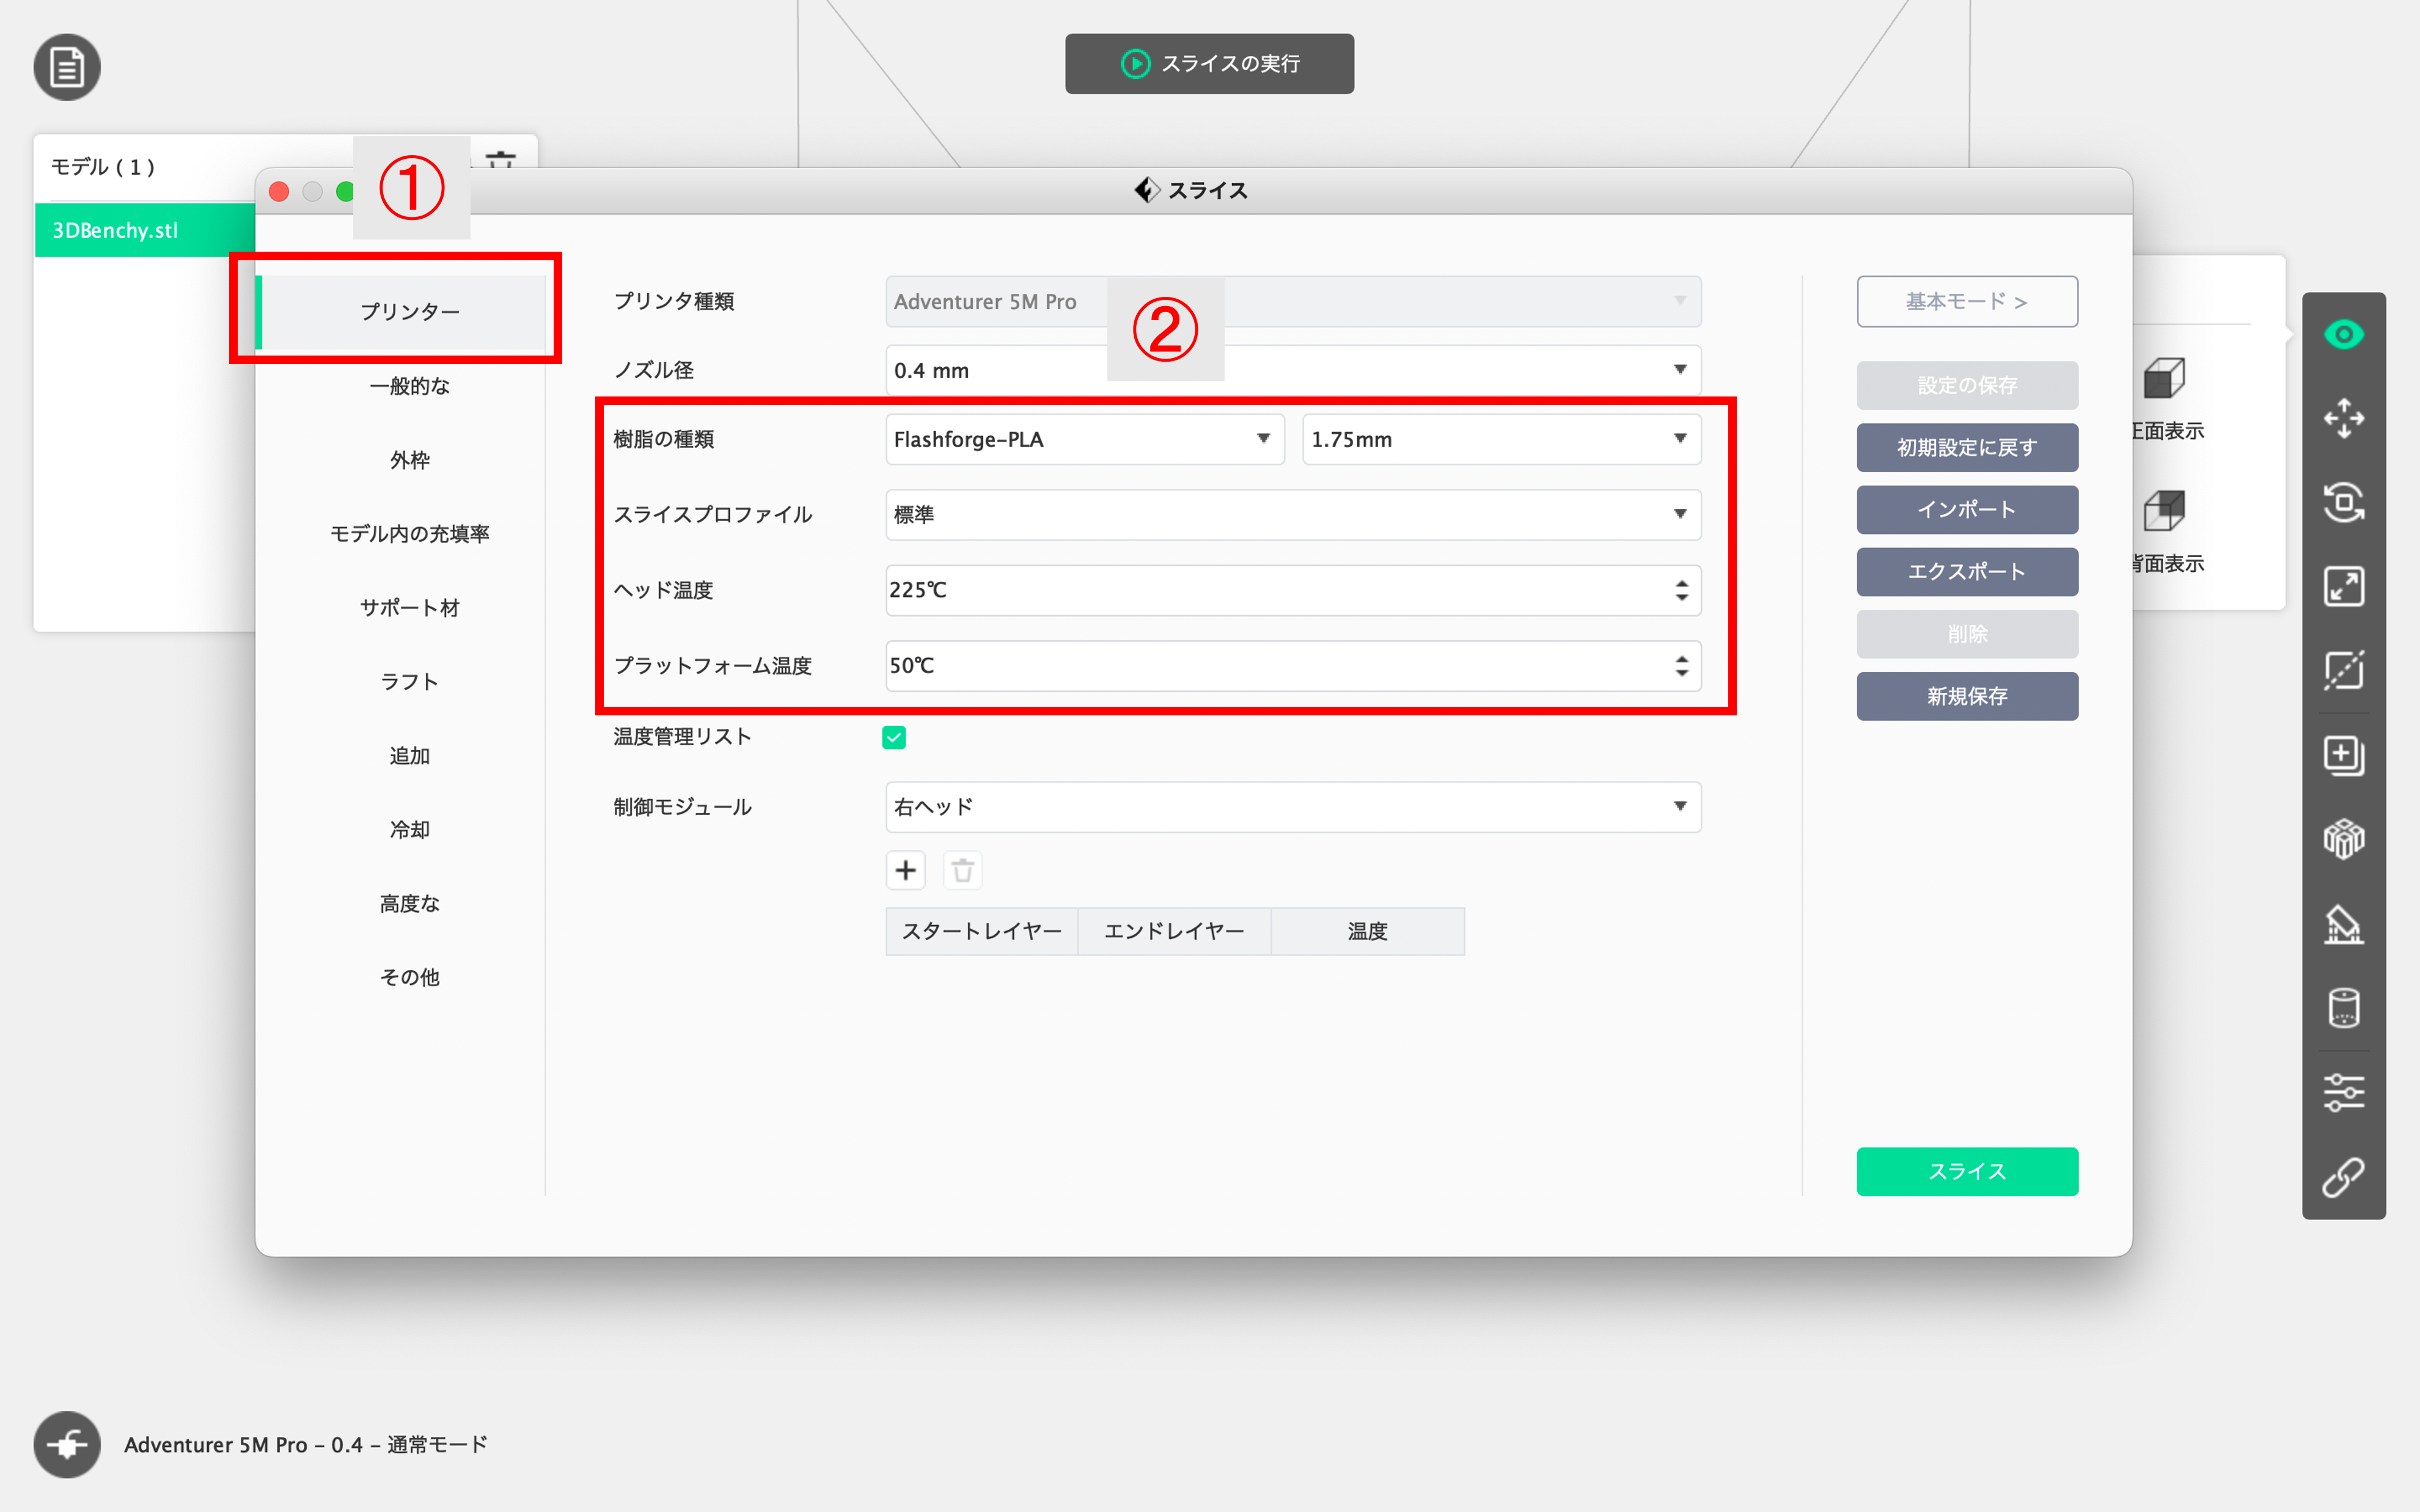 スライスの実行
モデル ( 1 )
3DBenchy.stl
①
スライス
プリンター
一般的な
外枠
モデル内の充填率
サポート材
ラフト
追加
冷却
高度な
その他
②
プリンタ種類 Adventurer 5M Pro
ノズル径 0.4 mm
樹脂の種類 Flashforge-PLA 1.75mm
スライスプロファイル 標準
ヘッド温度 225℃
プラットフォーム温度 50℃
温度管理リスト
制御モジュール 右ヘッド
スタートレイヤー エンドレイヤー 温度
基本モード >
設定の保存
初期設定に戻す
インポート
エクスポート
削除
新規保存
スライス
正面表示
背面表示
Adventurer 5M Pro – 0.4 – 通常モード